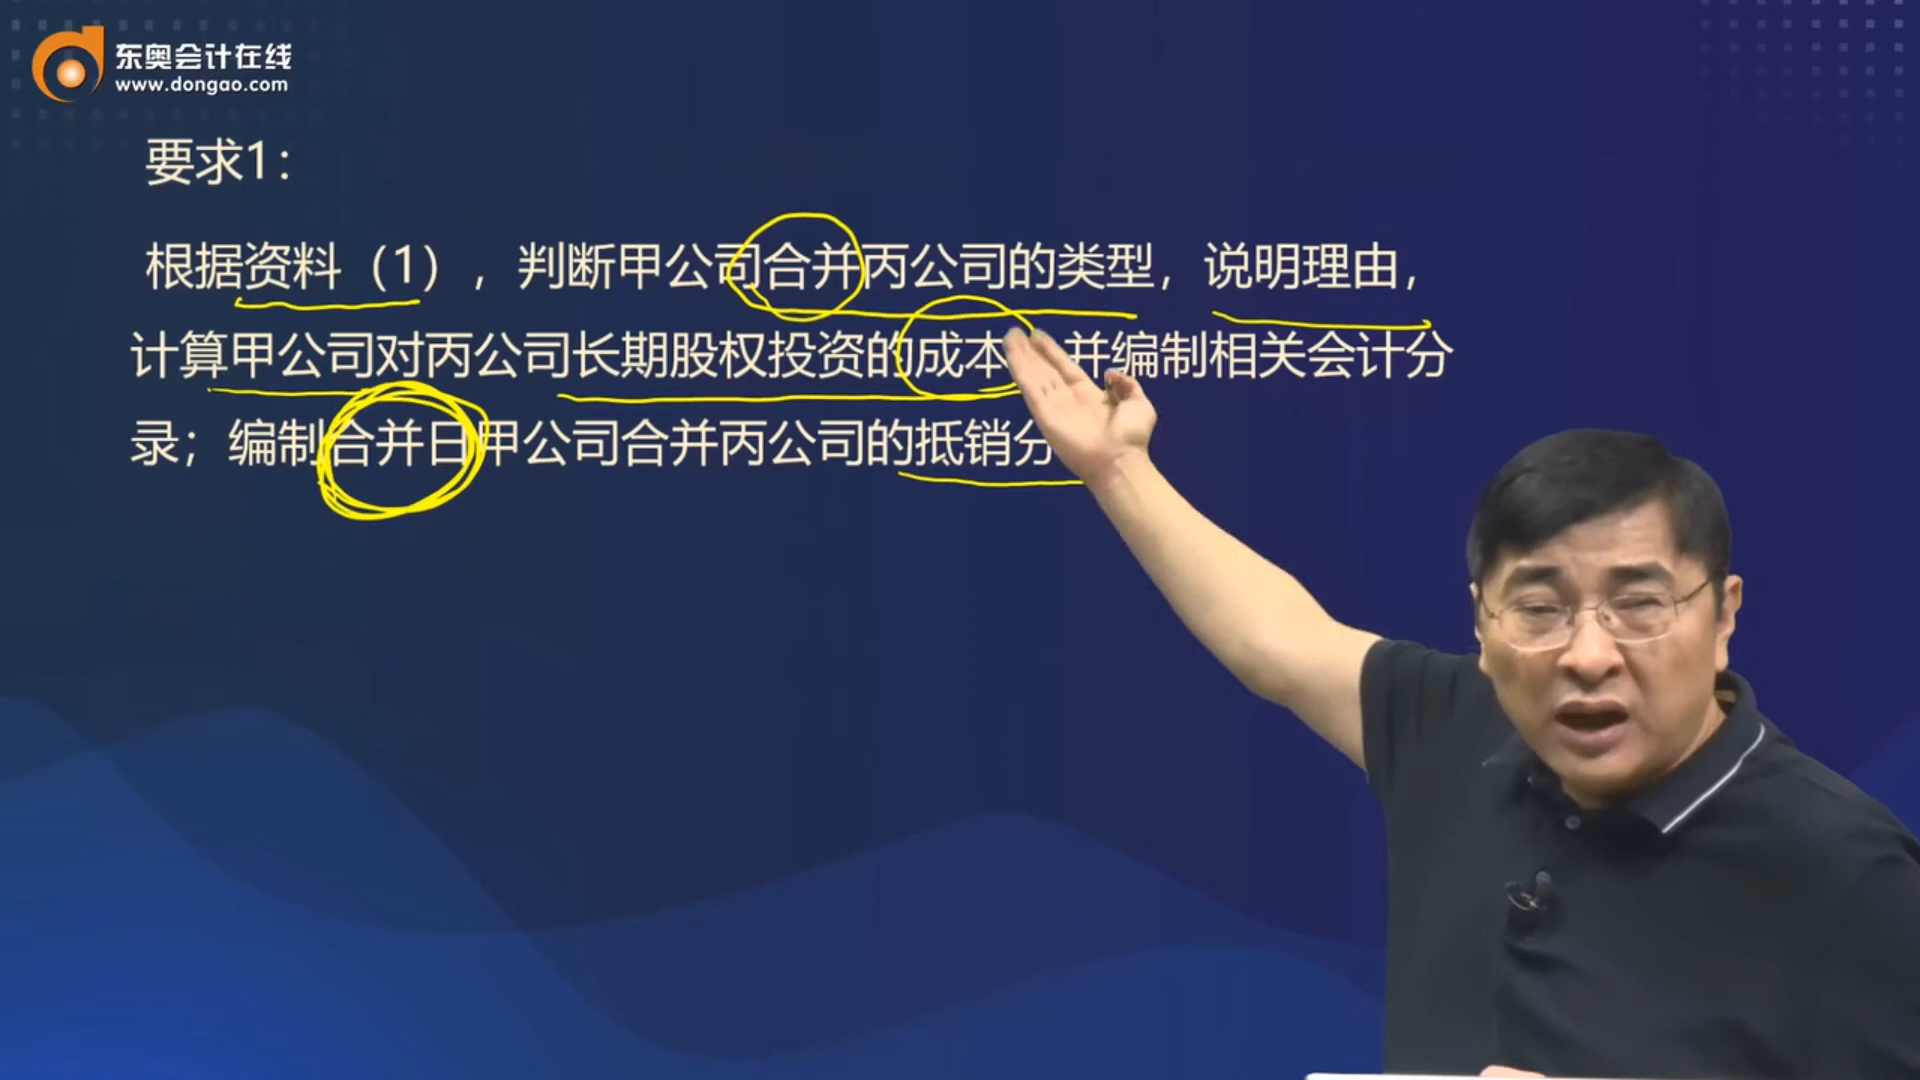 东奥会计在线
www.dongao.com
要求1：
根据资料（1），判断甲公司合并丙公司的类型，说明理由，
计算甲公司对丙公司长期股权投资的成本 并编制相关会计分
录；编制合并日甲公司合并丙公司的抵销分